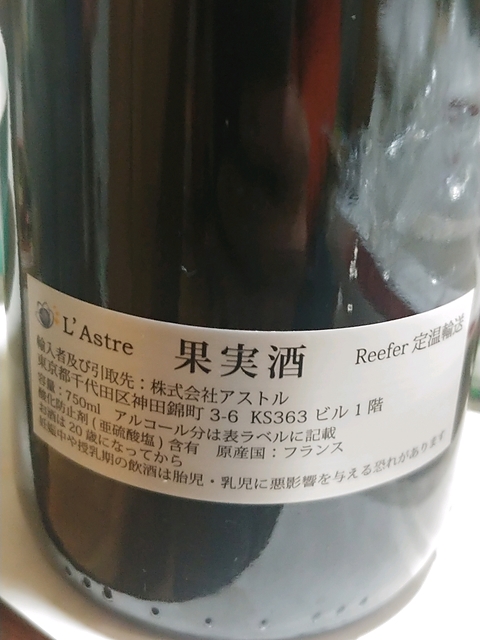 L'Astre 果実酒 Reefer 定温輸送
輸入者及び引取先：株式会社アストル
東京都千代田区神田錦町 3-6 KS363 ビル 1 階
容量：750ml アルコール分は表ラベルに記載
酸化防止剤 (亜硫酸塩) 含有 原産国：フランス
お酒は 20 歳になってから
妊娠中や授乳期の飲酒は胎児・乳児に悪影響を与える恐れがあります